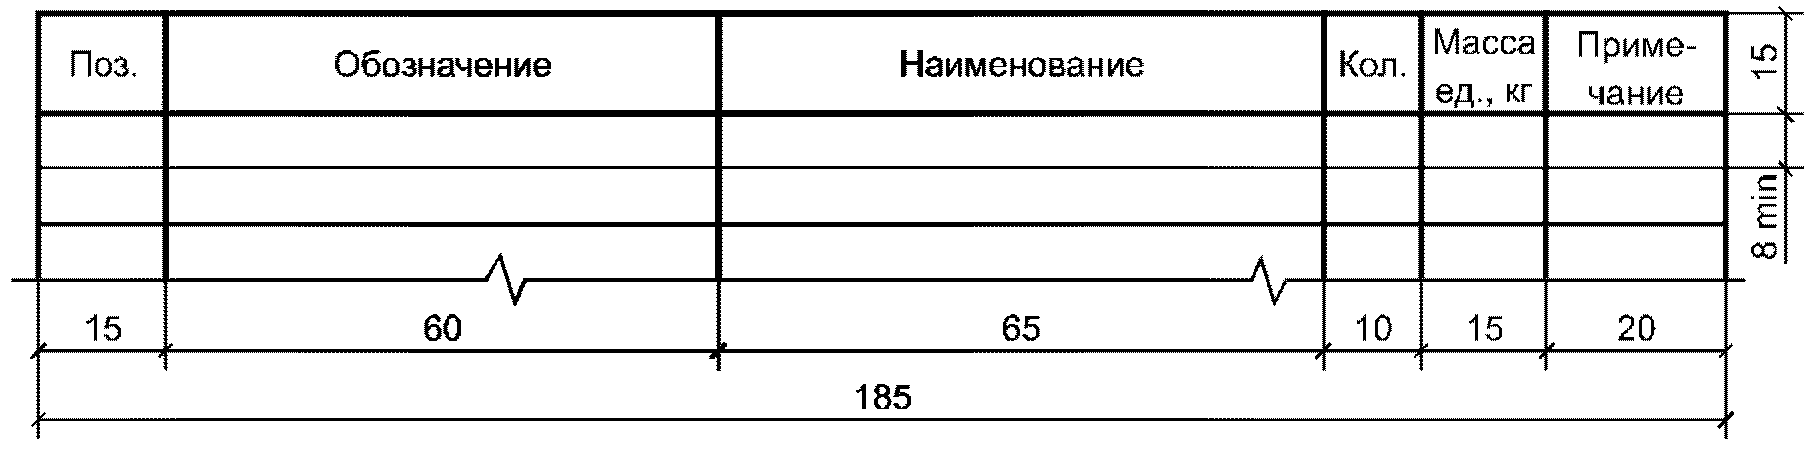 Поз.
Обозначение
Наименование
Кол.
Масса
ед., кг
Приме-
чание
15
8 min
15
60
65
10
15
20
185